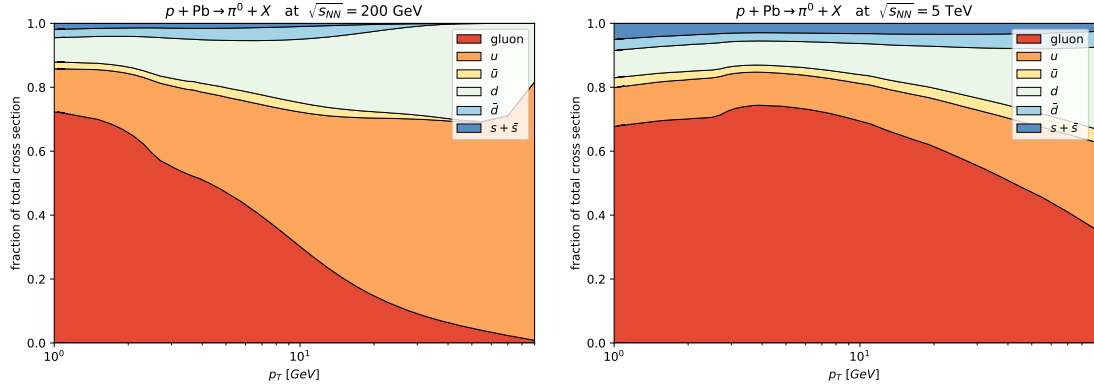 p + Pb → π⁰ + X at √s_NN = 200 GeV
fraction of total cross section
1.0
0.8
0.6
0.4
0.2
0.0
gluon
u
ū
d
d̄
s + s̄
10⁰
10¹
p_T [GeV]
p + Pb → π⁰ + X at √s_NN = 5 TeV
fraction of total cross section
1.0
0.8
0.6
0.4
0.2
0.0
gluon
u
ū
d
d̄
s + s̄
10⁰
10¹
p_T [GeV]